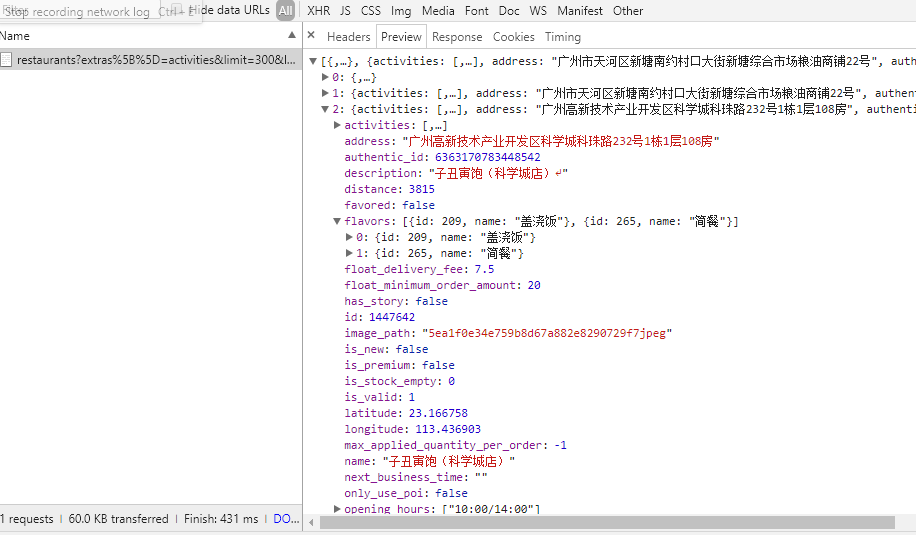 Stop recording network log Ctrl + E Hide data URLs All XHR JS CSS Img Media Font Doc WS Manifest Other
Name
restaurants?extras%5B%5D=activities&limit=300&l...
× Headers Preview Response Cookies Timing
▼[{,…}, {activities: [,…], address: "广州市天河区新塘南约村口大街新塘综合市场粮油商铺22号", auth
▶0: {,…}
▶1: {activities: [,…], address: "广州市天河区新塘南约村口大街新塘综合市场粮油商铺22号", authenti
▼2: {activities: [,…], address: "广州高新技术产业开发区科学城科珠路232号1栋1层108房", authentic
▶activities: [,…]
address: "广州高新技术产业开发区科学城科珠路232号1栋1层108房"
authentic_id: 6363170783448542
description: "子丑寅饱（科学城店）↵"
distance: 3815
favored: false
▼flavors: [{id: 209, name: "盖浇饭"}, {id: 265, name: "简餐"}]
▶0: {id: 209, name: "盖浇饭"}
▶1: {id: 265, name: "简餐"}
float_delivery_fee: 7.5
float_minimum_order_amount: 20
has_story: false
id: 1447642
image_path: "5ea1f0e34e759b8d67a882e8290729f7jpeg"
is_new: false
is_premium: false
is_stock_empty: 0
is_valid: 1
latitude: 23.166758
longitude: 113.436903
max_applied_quantity_per_order: -1
name: "子丑寅饱（科学城店）"
next_business_time: ""
only_use_poi: false
▶opening_hours: ["10:00/14:00"]
1 requests | 60.0 KB transferred | Finish: 431 ms | DO...